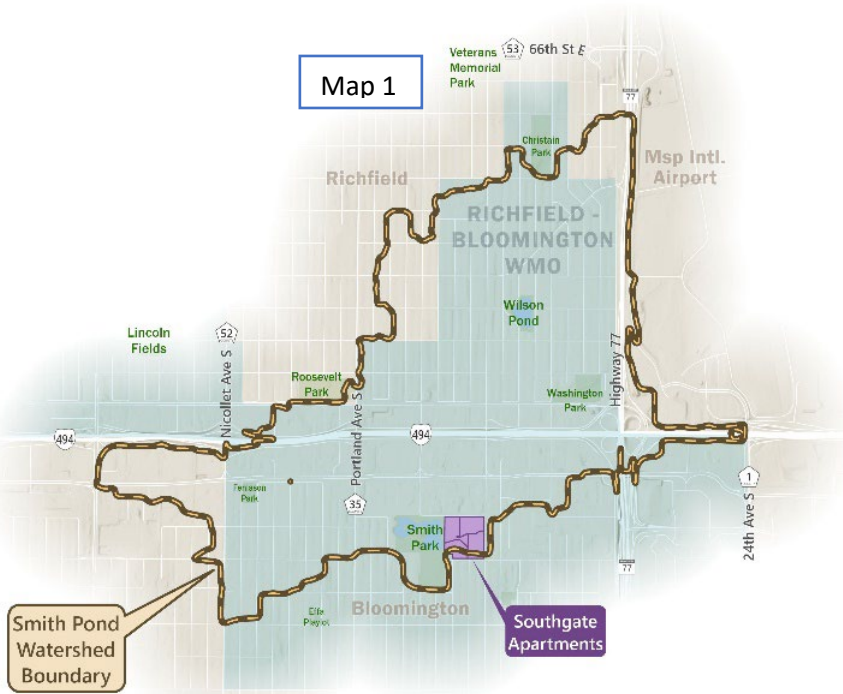 Veterans
Memorial
Park
53
66th St E
Map 1
77
Christain
Park
Msp Intl.
Airport
Richfield
RICHFIELD -
BLOOMINGTON
WMO
Wilson
Pond
Lincoln
Fields
52
Nicollet Ave S
Roosevelt
Park
Portland Ave S
Washington
Park
Highway 77
494
494
35
1
24th Ave S
Park
Smith
Park
77
Bloomington
Smith Pond
Watershed
Boundary
Southgate
Apartments